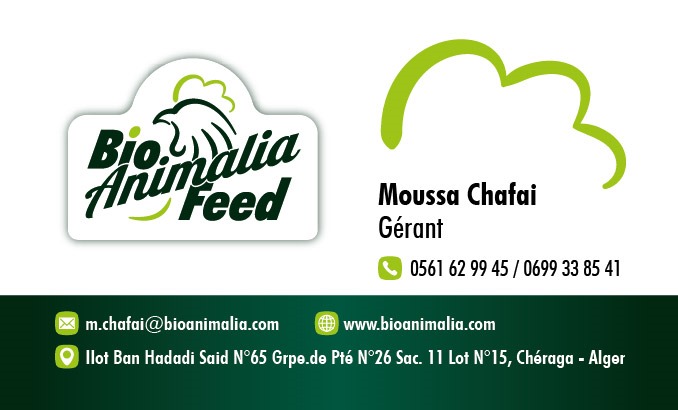 Bio
Animalia
Feed
Moussa Chafai
Gérant
0561 62 99 45 / 0699 33 85 41
m.chafai@bioanimalia.com
www.bioanimalia.com
Ilot Ban Hadadi Said N°65 Grpe.de Pté N°26 Sac. 11 Lot N°15, Chéraga - Alger